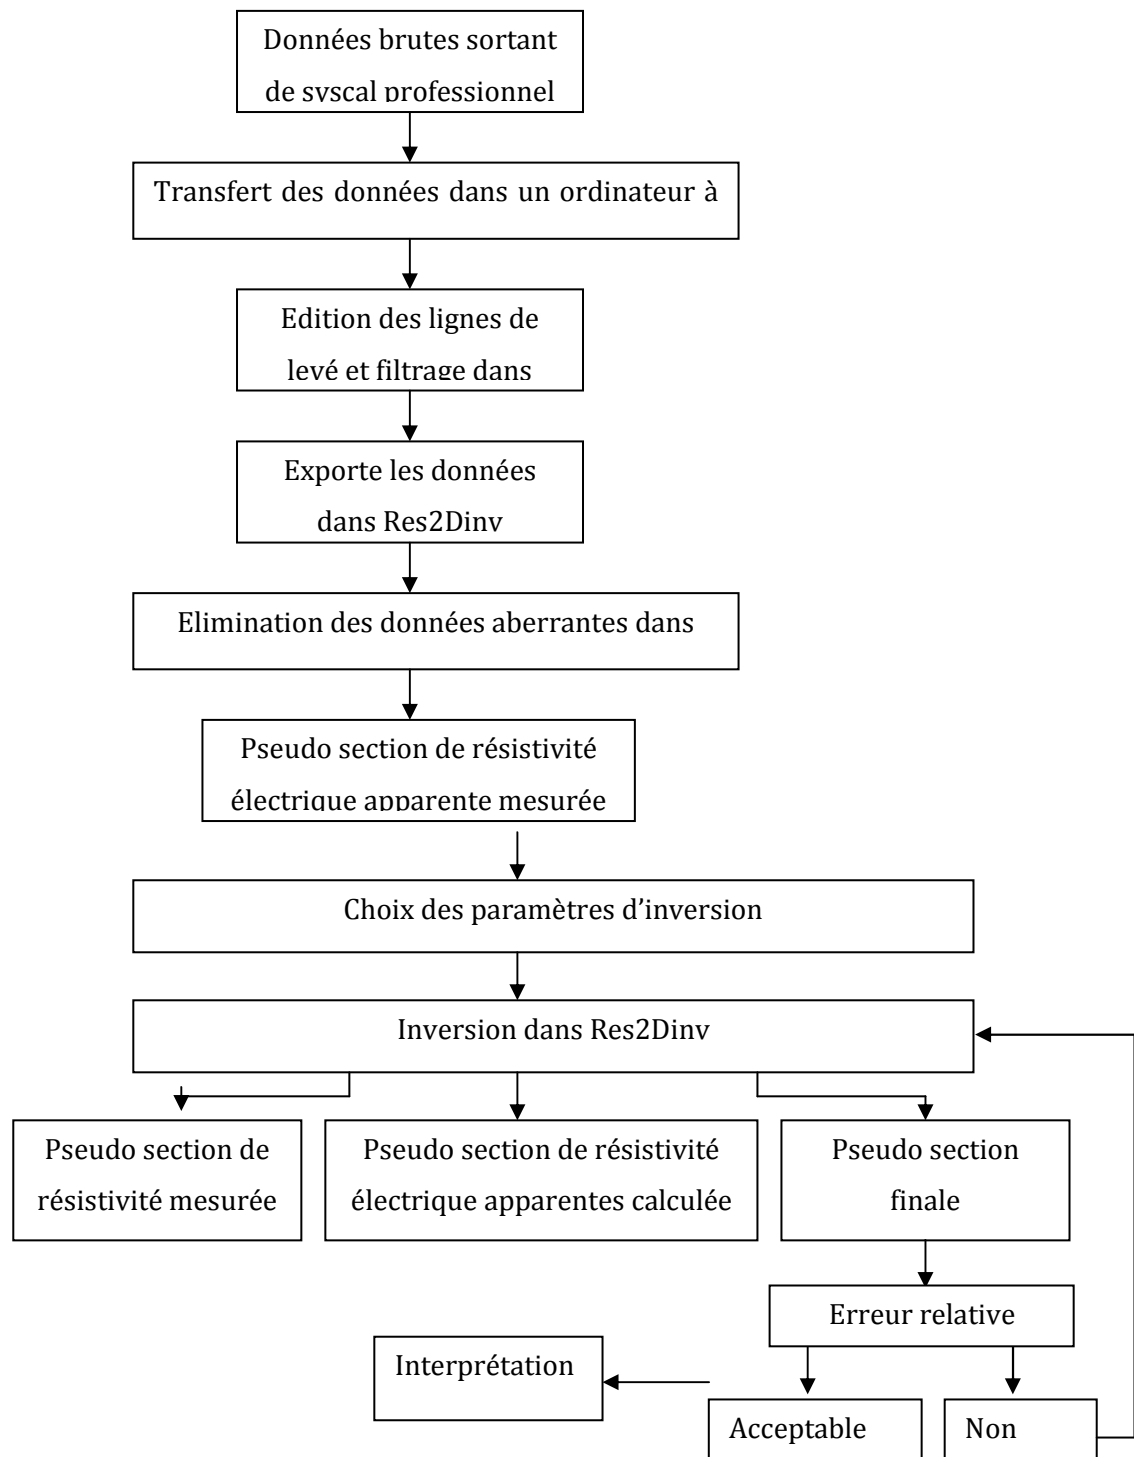 Données brutes sortant
de syscal professionnel
Transfert des données dans un ordinateur à
Edition des lignes de
levé et filtrage dans
Exporte les données
dans Res2Dinv
Elimination des données aberrantes dans
Pseudo section de résistivité
électrique apparente mesurée
Choix des paramètres d’inversion
Inversion dans Res2Dinv
Pseudo section de
résistivité mesurée
Pseudo section de résistivité
électrique apparentes calculée
Pseudo section
finale
Erreur relative
Interprétation
Acceptable
Non